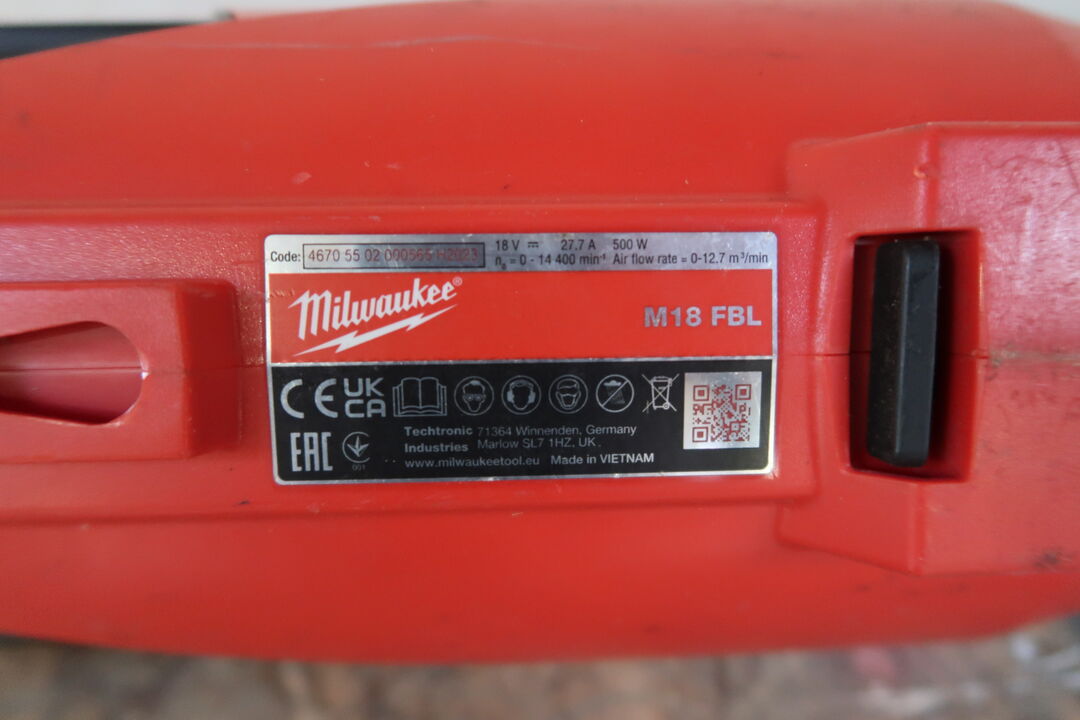 Code: 4670 55 02 000565 H2023
18 V ⎓ 27.7 A 500 W
n₀ = 0 - 14 400 min⁻¹ Air flow rate = 0-12.7 m³/min
Milwaukee®
M18 FBL
CE UK CA
EAC 001
Techtronic 71364 Winnenden, Germany
Industries Marlow SL7 1HZ, UK.
www.milwaukeetool.eu Made in VIETNAM